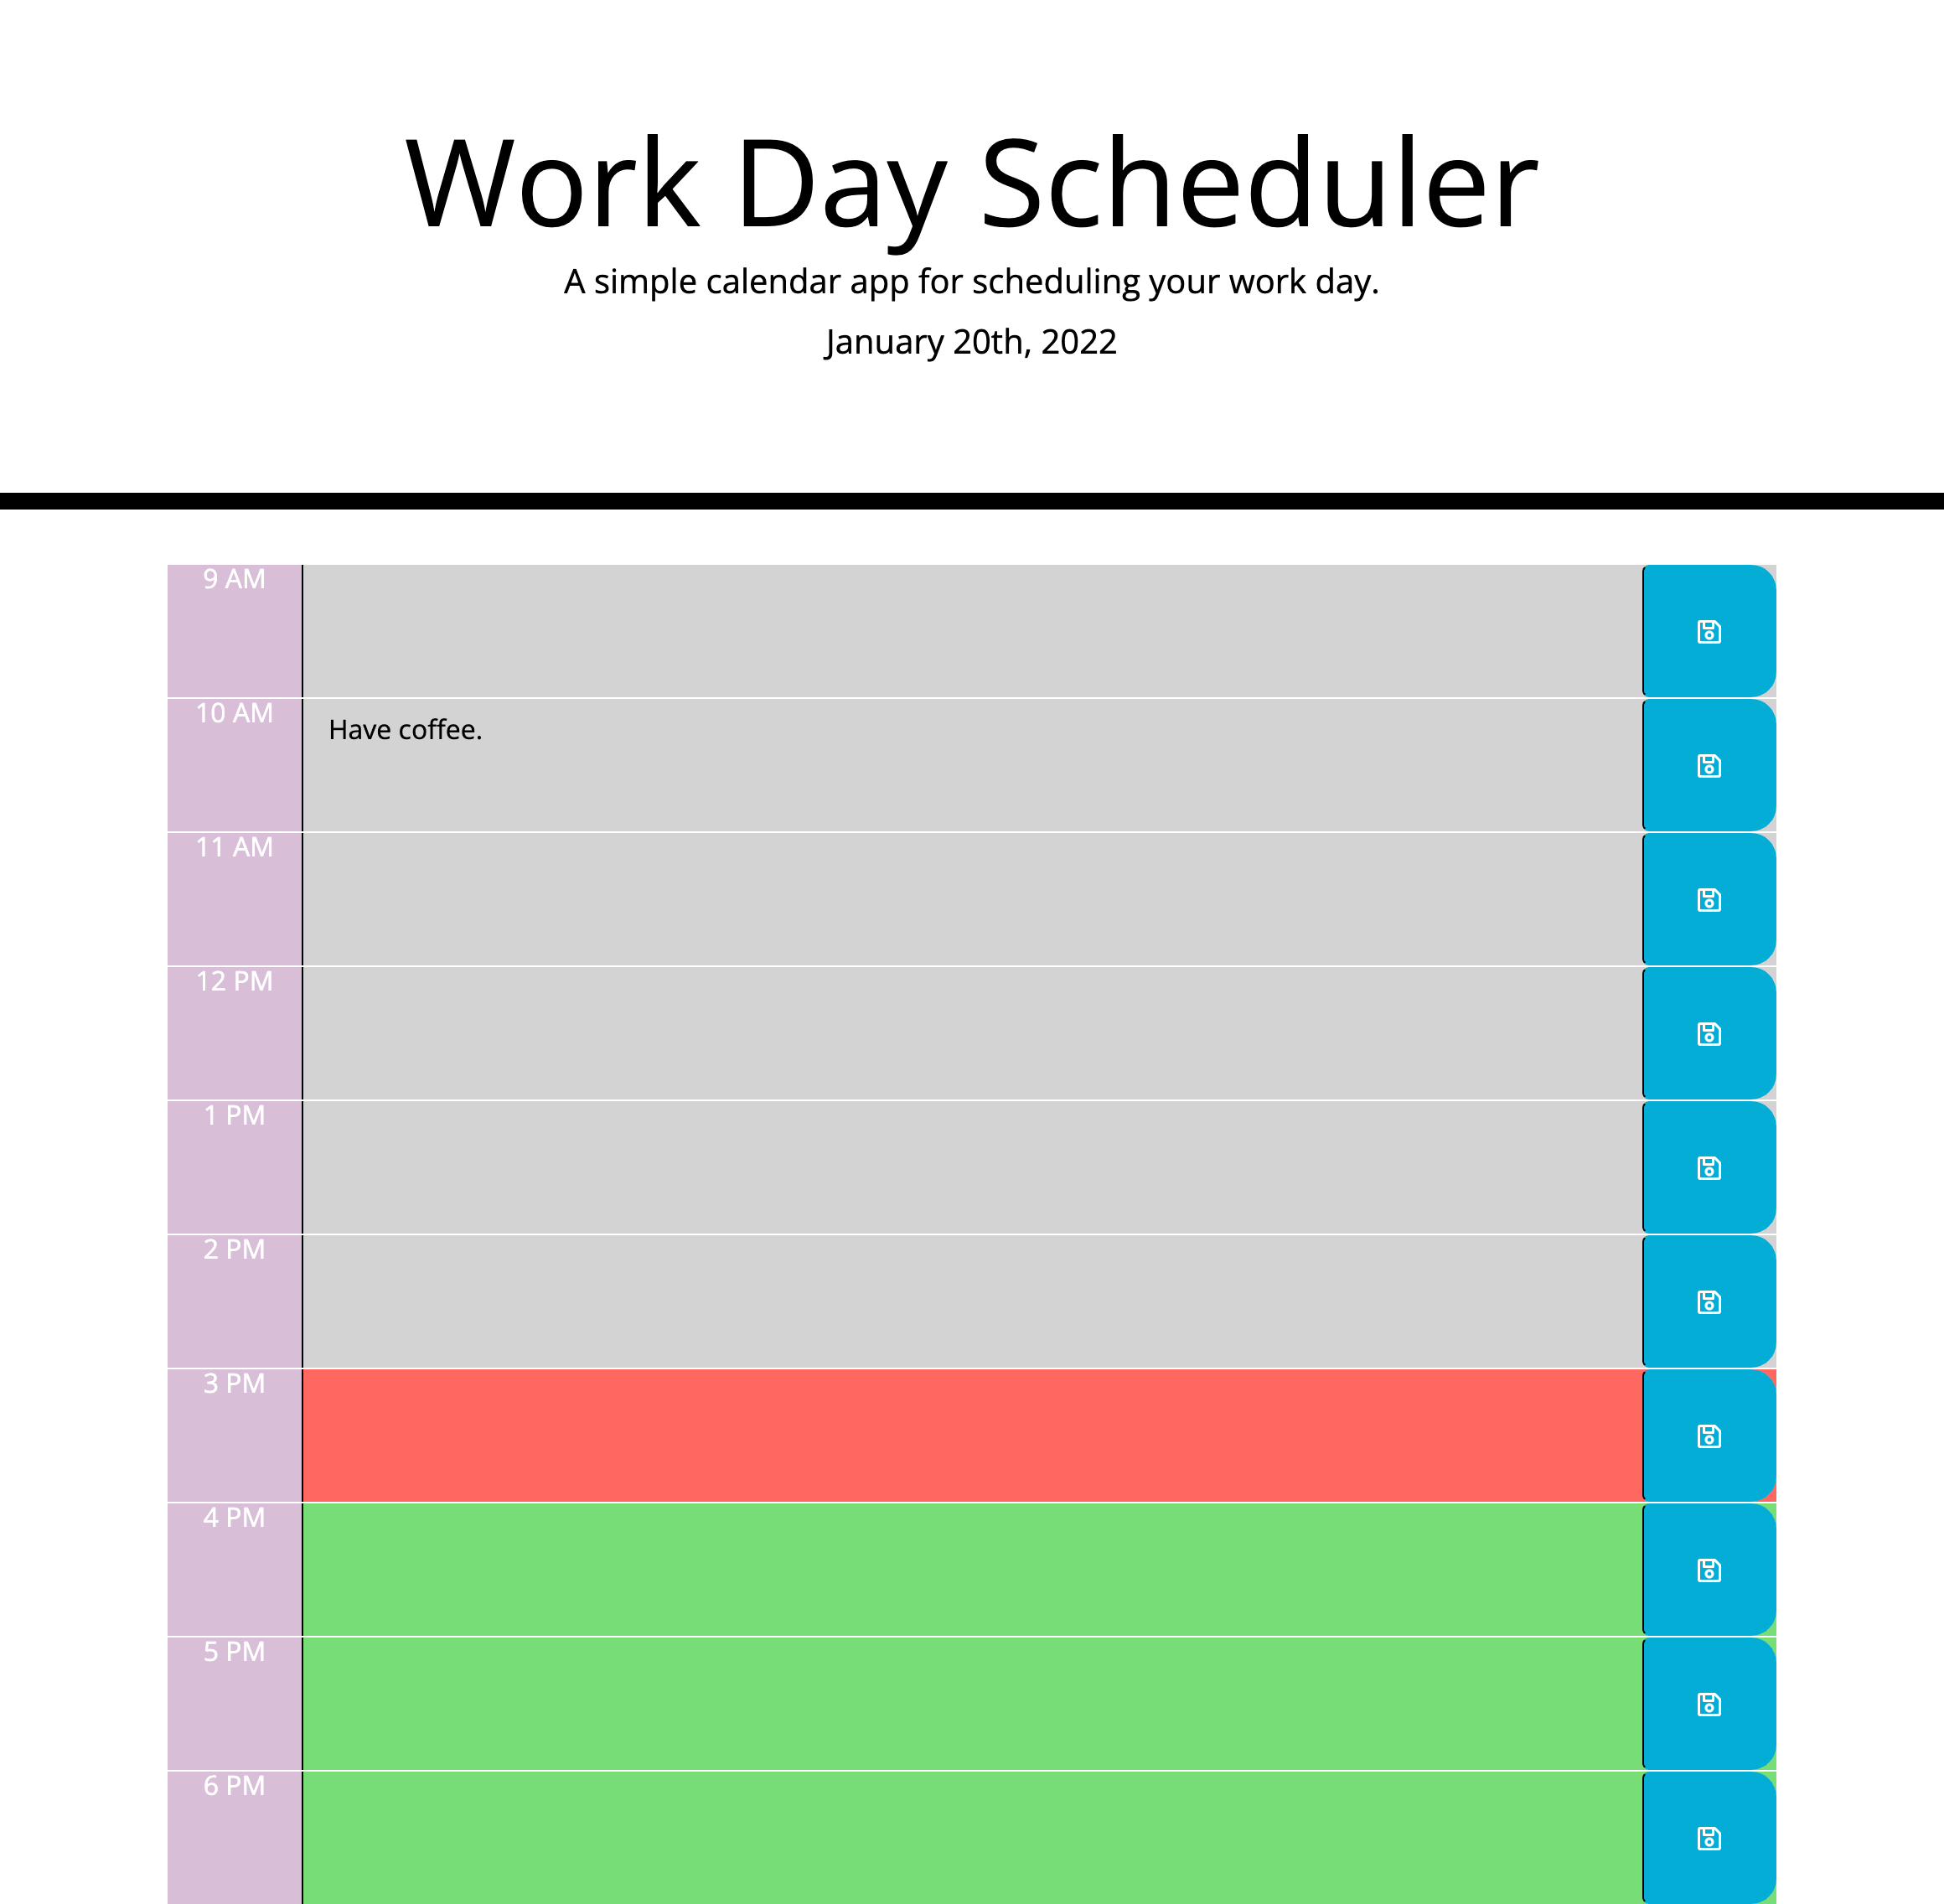 Work Day Scheduler
A simple calendar app for scheduling your work day.
January 20th, 2022
9 AM
10 AM
Have coffee.
11 AM
12 PM
1 PM
2 PM
3 PM
4 PM
5 PM
6 PM